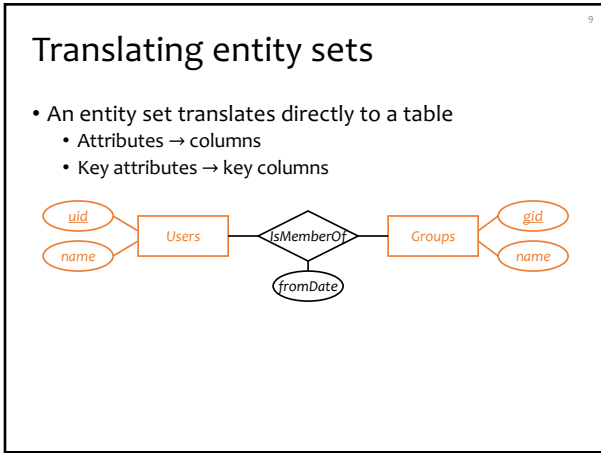 9
Translating entity sets
• An entity set translates directly to a table
• Attributes → columns
• Key attributes → key columns
uid
name
Users
IsMemberOf
fromDate
Groups
gid
name